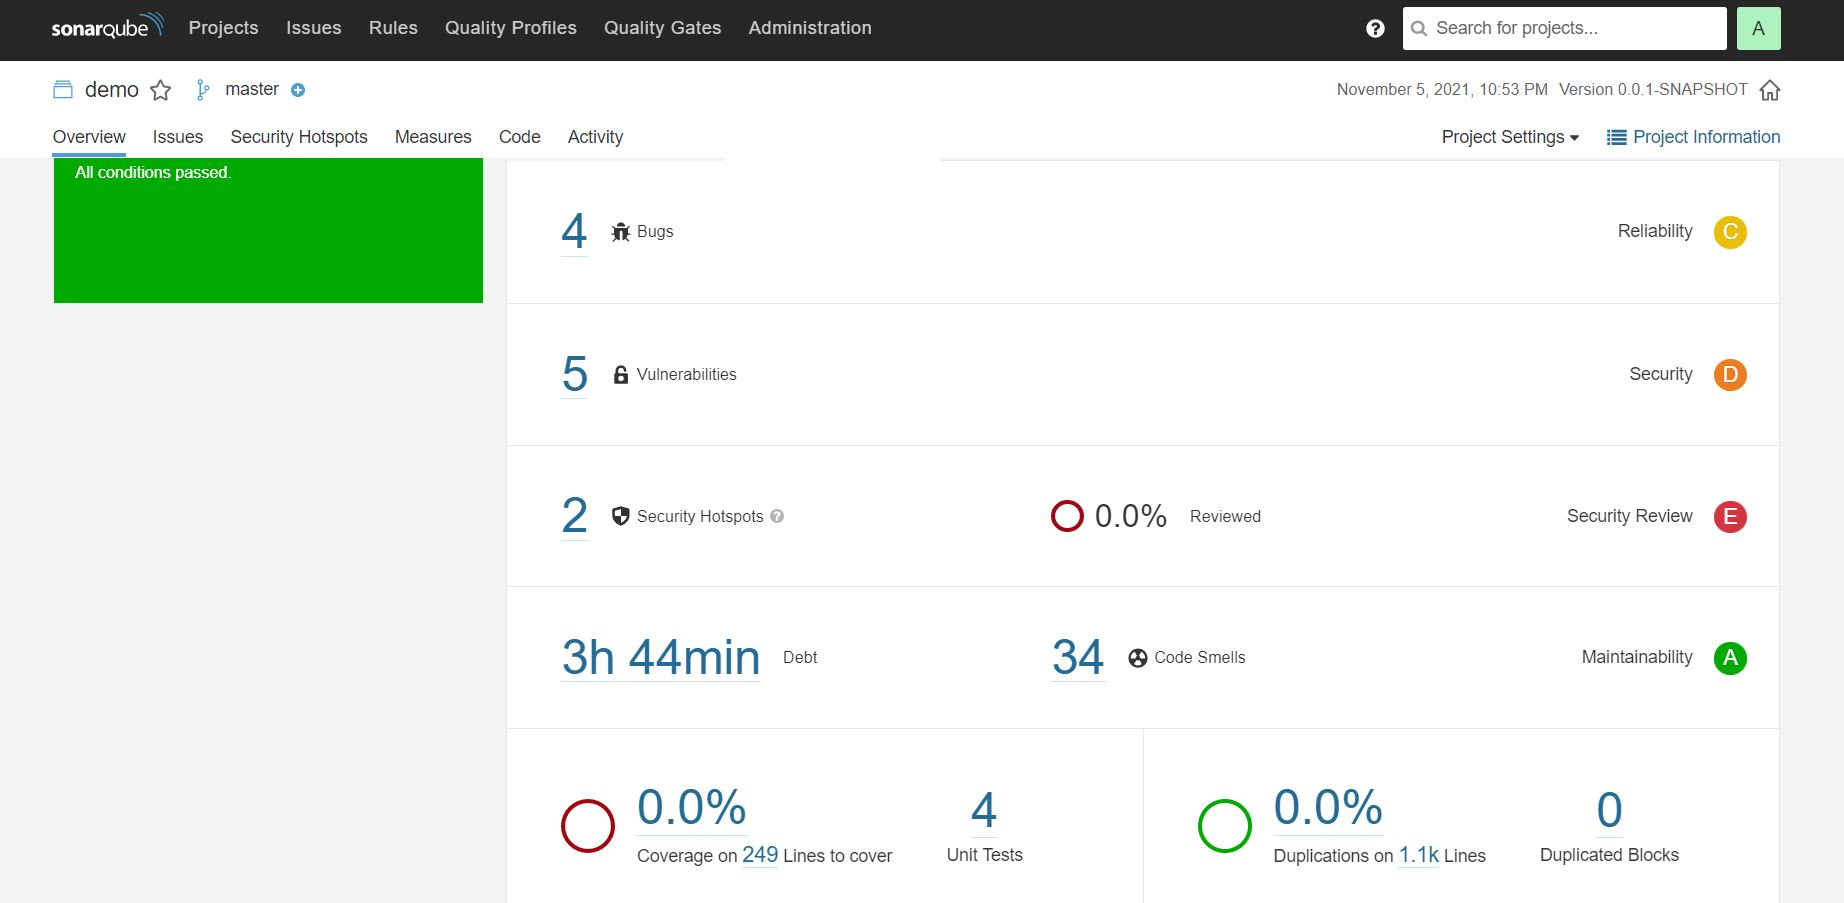 sonarqube Projects Issues Rules Quality Profiles Quality Gates Administration Search for projects... A
demo master November 5, 2021, 10:53 PM Version 0.0.1-SNAPSHOT
Overview Issues Security Hotspots Measures Code Activity Project Settings Project Information
All conditions passed.
4 Bugs Reliability C
5 Vulnerabilities Security D
2 Security Hotspots ? 0.0% Reviewed Security Review E
3h 44min Debt 34 Code Smells Maintainability A
0.0% 4 0.0% 0
Coverage on 249 Lines to cover Unit Tests Duplications on 1.1k Lines Duplicated Blocks